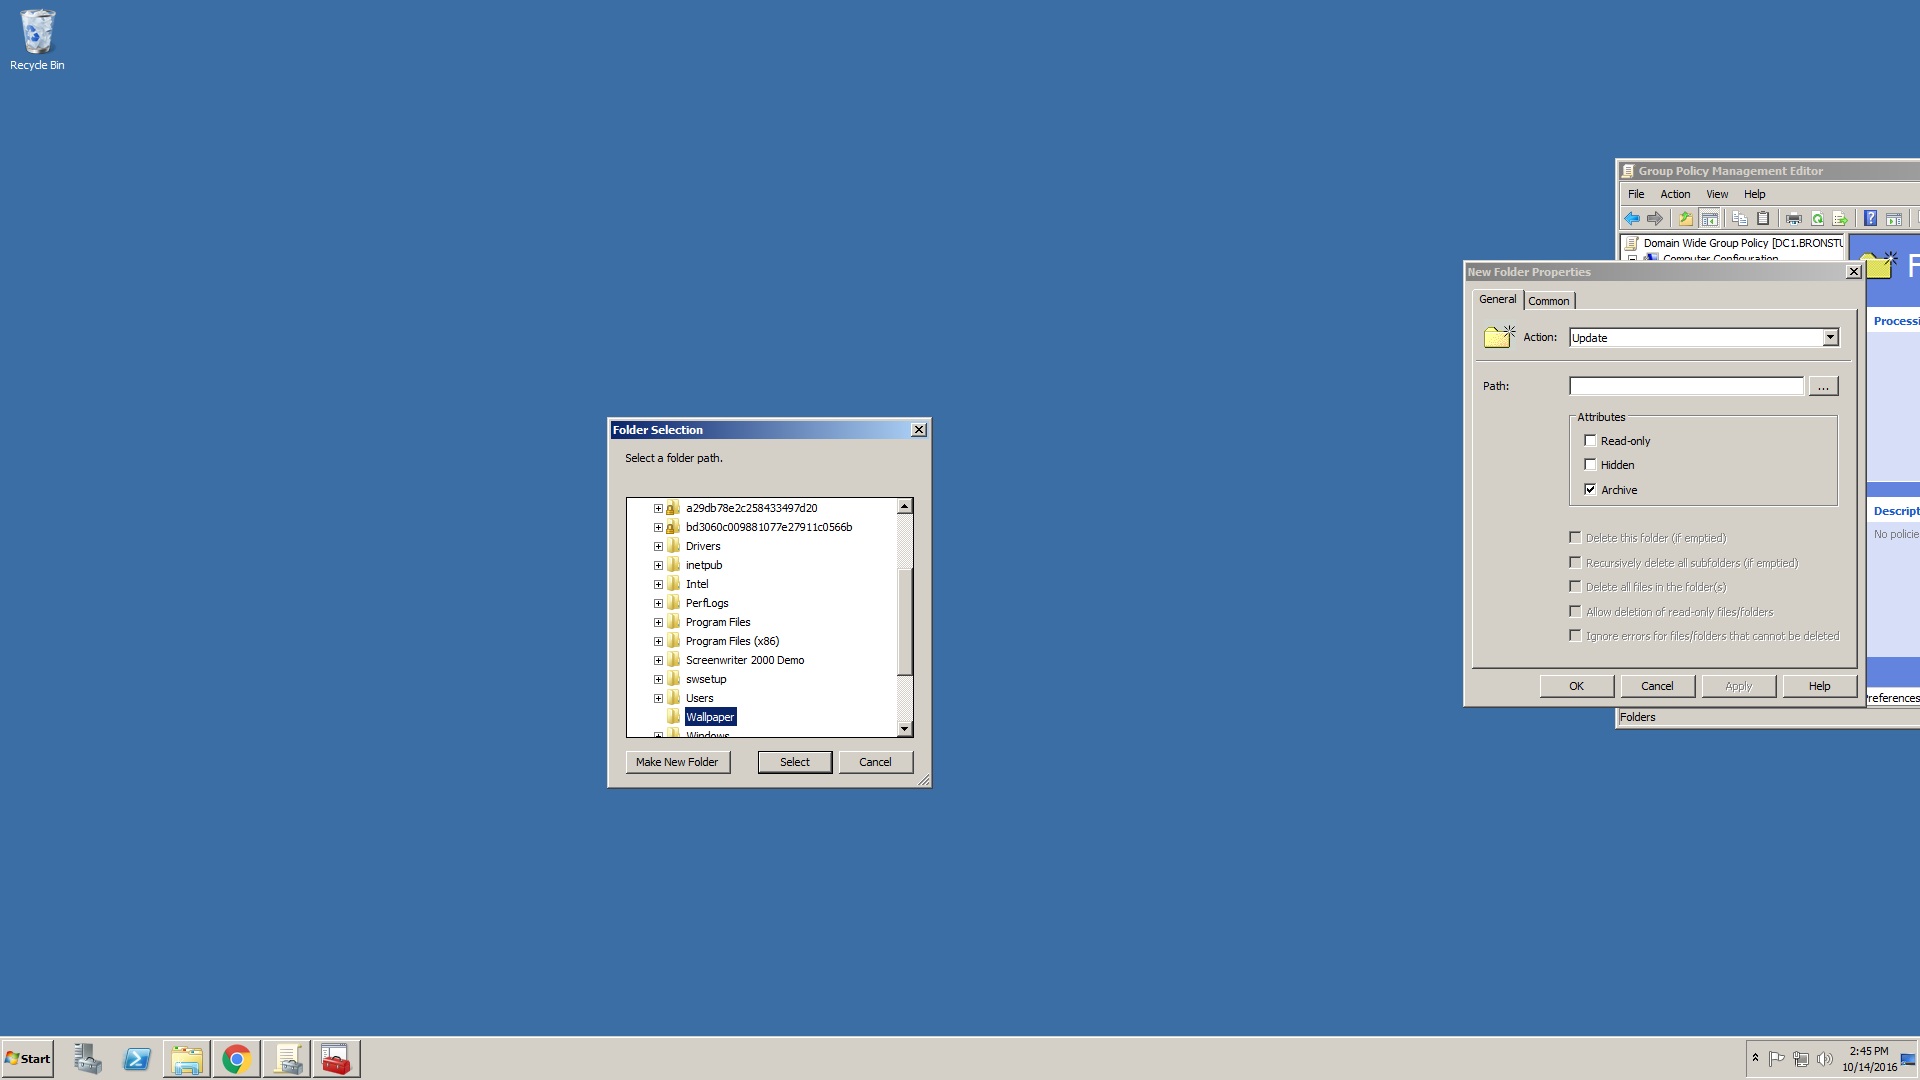 Recycle Bin
Group Policy Management Editor
File Action View Help
Domain Wide Group Policy [DC1.BRONSTU
Computer Configuration
New Folder Properties
General Common
Action: Update
Path: ...
Attributes
Read-only
Hidden
Archive
Delete this folder (if emptied)
Recursively delete all subfolders (if emptied)
Delete all files in the folder(s)
Allow deletion of read-only files/folders
Ignore errors for files/folders that cannot be deleted
OK Cancel Apply Help
F
Processi
Descript
No policie
Preferences
Folders
Folder Selection
Select a folder path.
a29db78e2c258433497d20
bd3060c009881077e27911c0566b
Drivers
inetpub
Intel
PerfLogs
Program Files
Program Files (x86)
Screenwriter 2000 Demo
swsetup
Users
Wallpaper
Windows
Make New Folder Select Cancel
Start
2:45 PM
10/14/2016